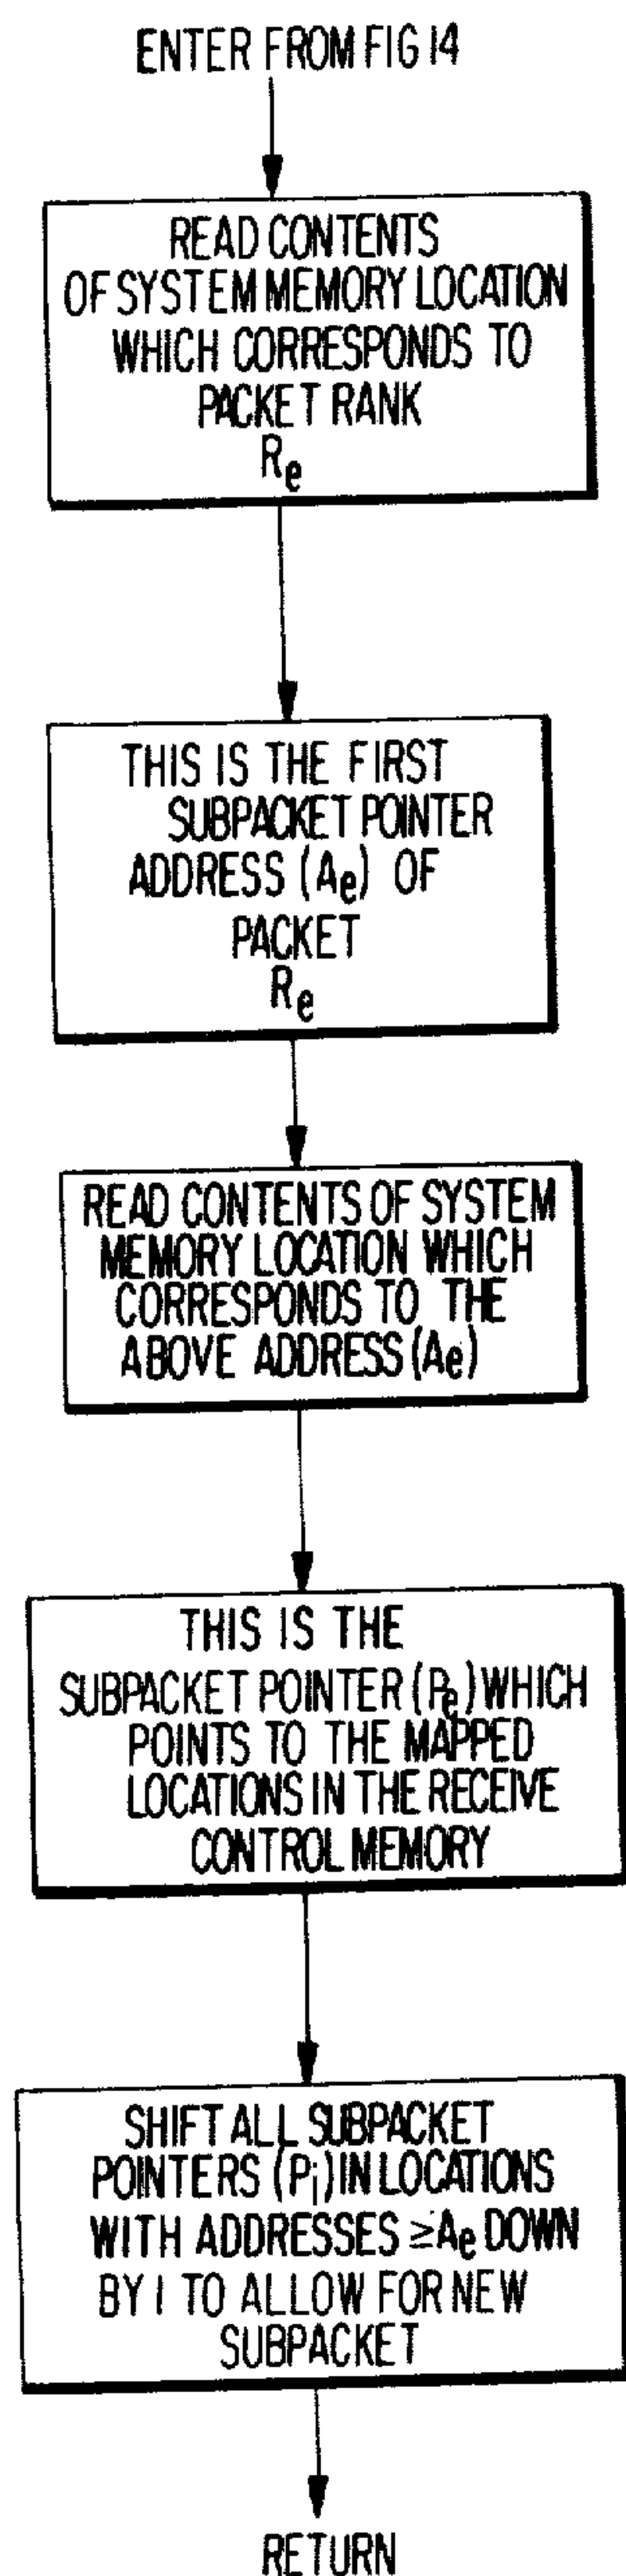 ENTER FROM FIG 14
READ CONTENTS
OF SYSTEM MEMORY LOCATION
WHICH CORRESPONDS TO
PACKET RANK
Re
THIS IS THE FIRST
SUBPACKET POINTER
ADDRESS (Ae) OF
PACKET
Re
READ CONTENTS OF SYSTEM
MEMORY LOCATION WHICH
CORRESPONDS TO THE
ABOVE ADDRESS (Ae)
THIS IS THE
SUBPACKET POINTER (Pe) WHICH
POINTS TO THE MAPPED
LOCATIONS IN THE RECEIVE
CONTROL MEMORY
SHIFT ALL SUBPACKET
POINTERS (Pi) IN LOCATIONS
WITH ADDRESSES ≥Ae DOWN
BY 1 TO ALLOW FOR NEW
SUBPACKET
RETURN